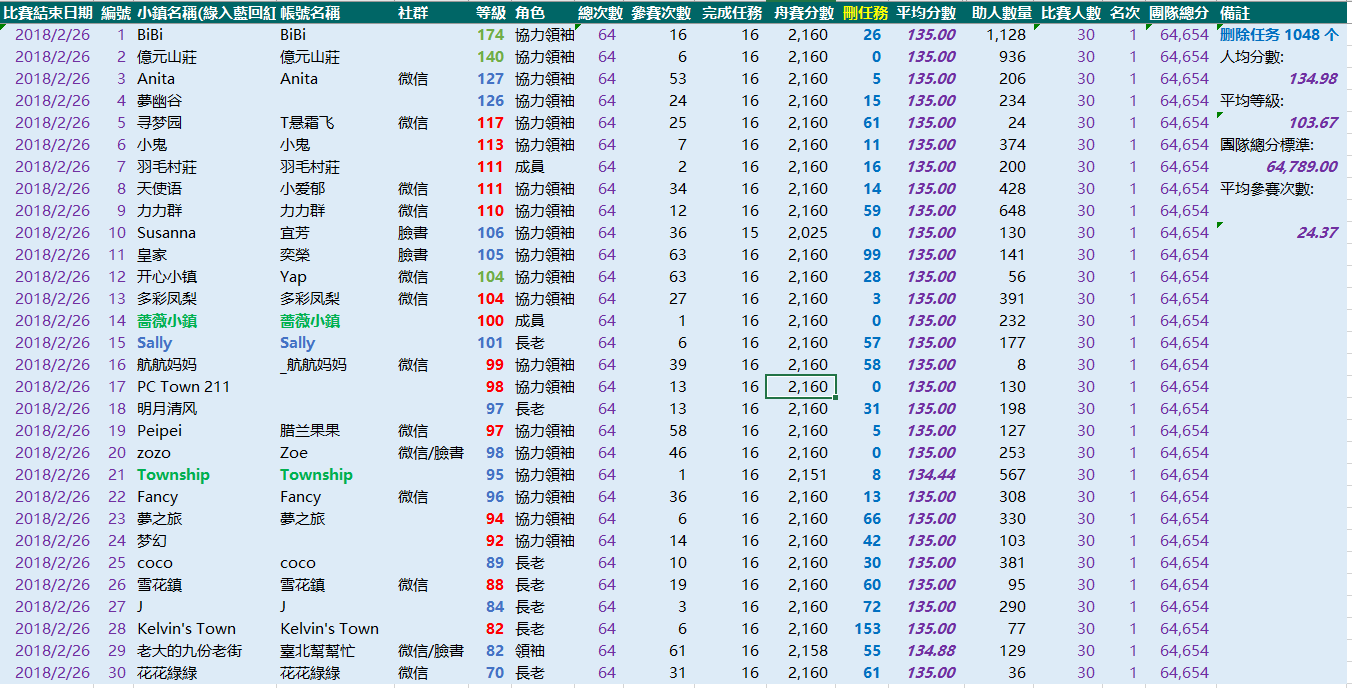 比賽結束日期 編號 小鎮名稱(綠入藍回紅 帳號名稱 社群 等級 角色 總次數 參賽次數 完成任務 舟賽分數 刪任務 平均分數 助人數量 比賽人數 名次 團隊總分 備註
2018/2/26 1 BiBi BiBi 174 協力領袖 64 16 16 2,160 26 135.00 1,128 30 1 64,654 删除任务 1048 个
2018/2/26 2 億元山莊 億元山莊 140 協力領袖 64 6 16 2,160 0 135.00 936 30 1 64,654 人均分數:
2018/2/26 3 Anita Anita 微信 127 協力領袖 64 53 16 2,160 5 135.00 206 30 1 64,654 134.98
2018/2/26 4 夢幽谷 126 協力領袖 64 24 16 2,160 15 135.00 234 30 1 64,654 平均等級:
2018/2/26 5 寻梦园 T悬霜飞 微信 117 協力領袖 64 25 16 2,160 61 135.00 24 30 1 64,654 103.67
2018/2/26 6 小鬼 小鬼 113 協力領袖 64 7 16 2,160 11 135.00 374 30 1 64,654 團隊總分標準:
2018/2/26 7 羽毛村莊 羽毛村莊 111 成員 64 2 16 2,160 16 135.00 200 30 1 64,654 64,789.00
2018/2/26 8 天使语 小爱郁 微信 111 協力領袖 64 34 16 2,160 14 135.00 428 30 1 64,654 平均參賽次數:
2018/2/26 9 力力群 力力群 微信 110 協力領袖 64 12 16 2,160 59 135.00 648 30 1 64,654
2018/2/26 10 Susanna 宜芳 臉書 106 協力領袖 64 36 15 2,025 0 135.00 130 30 1 64,654 24.37
2018/2/26 11 皇家 奕榮 臉書 105 協力領袖 64 63 16 2,160 99 135.00 141 30 1 64,654
2018/2/26 12 开心小镇 Yap 微信 104 協力領袖 64 63 16 2,160 28 135.00 56 30 1 64,654
2018/2/26 13 多彩凤梨 多彩凤梨 微信 104 協力領袖 64 27 16 2,160 3 135.00 391 30 1 64,654
2018/2/26 14 薔薇小鎮 薔薇小鎮 100 成員 64 1 16 2,160 0 135.00 232 30 1 64,654
2018/2/26 15 Sally Sally 101 長老 64 6 16 2,160 57 135.00 177 30 1 64,654
2018/2/26 16 航航妈妈 _航航妈妈 微信 99 協力領袖 64 39 16 2,160 58 135.00 8 30 1 64,654
2018/2/26 17 PC Town 211 98 協力領袖 64 13 16 2,160 0 135.00 130 30 1 64,654
2018/2/26 18 明月清风 97 長老 64 13 16 2,160 31 135.00 198 30 1 64,654
2018/2/26 19 Peipei 腊兰果果 微信 97 協力領袖 64 58 16 2,160 5 135.00 127 30 1 64,654
2018/2/26 20 zozo Zoe 微信/臉書 98 協力領袖 64 46 16 2,160 0 135.00 253 30 1 64,654
2018/2/26 21 Township Township 95 協力領袖 64 1 16 2,151 8 134.44 567 30 1 64,654
2018/2/26 22 Fancy Fancy 微信 96 協力領袖 64 36 16 2,160 13 135.00 308 30 1 64,654
2018/2/26 23 夢之旅 夢之旅 94 協力領袖 64 6 16 2,160 66 135.00 330 30 1 64,654
2018/2/26 24 梦幻 92 協力領袖 64 14 16 2,160 42 135.00 103 30 1 64,654
2018/2/26 25 coco coco 89 長老 64 10 16 2,160 30 135.00 381 30 1 64,654
2018/2/26 26 雪花鎮 雪花鎮 微信 88 長老 64 19 16 2,160 60 135.00 95 30 1 64,654
2018/2/26 27 J J 84 長老 64 3 16 2,160 72 135.00 290 30 1 64,654
2018/2/26 28 Kelvin's Town Kelvin's Town 82 長老 64 6 16 2,160 153 135.00 77 30 1 64,654
2018/2/26 29 老大的九份老街 臺北幫幫忙 微信/臉書 82 領袖 64 61 16 2,158 55 134.88 129 30 1 64,654
2018/2/26 30 花花綠綠 花花綠綠 微信 70 長老 64 31 16 2,160 61 135.00 36 30 1 64,654